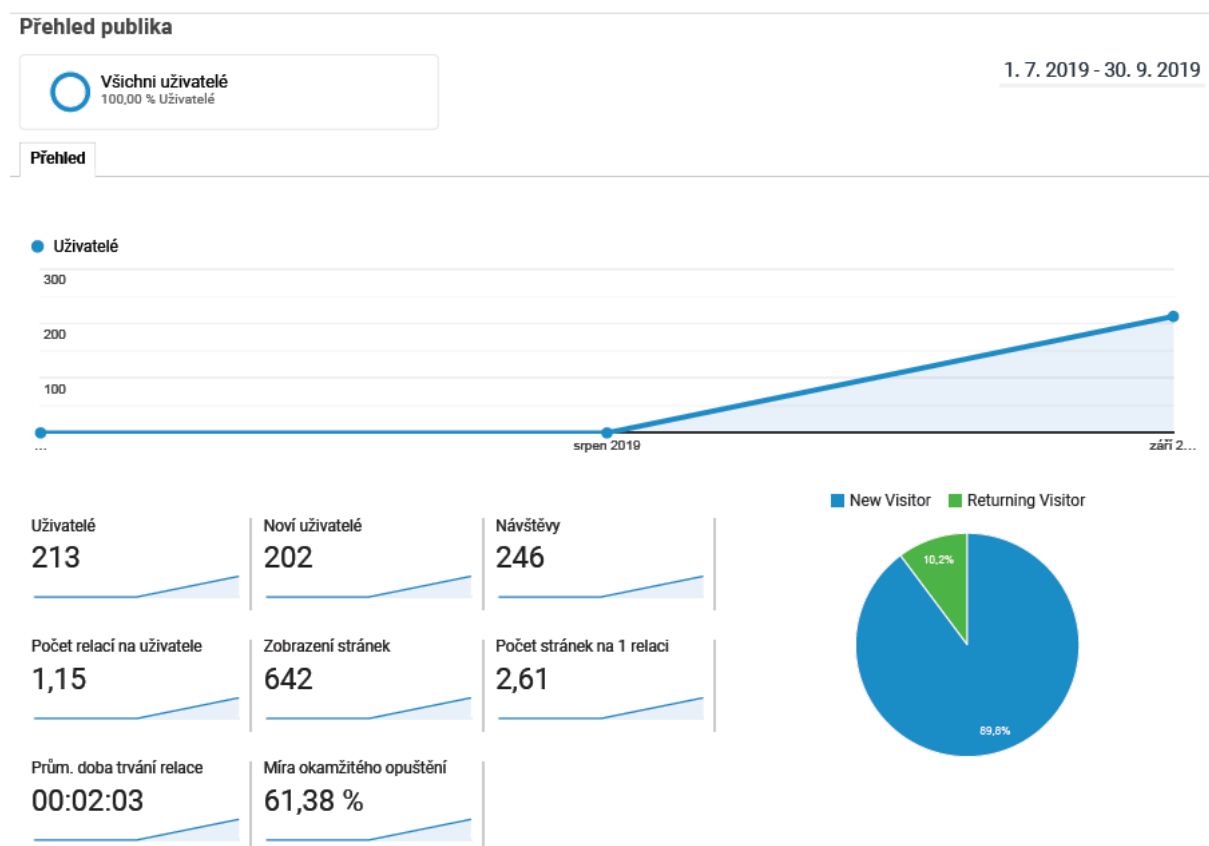 Přehled publika
Všichni uživatelé
100,00 % Uživatelé
1. 7. 2019 - 30. 9. 2019
Přehled
Uživatelé
300
200
100
...
srpen 2019
září 2...
New Visitor
Returning Visitor
10,2%
89,8%
Uživatelé
213
Noví uživatelé
202
Návštěvy
246
Počet relací na uživatele
1,15
Zobrazení stránek
642
Počet stránek na 1 relaci
2,61
Prům. doba trvání relace
00:02:03
Míra okamžitého opuštění
61,38 %